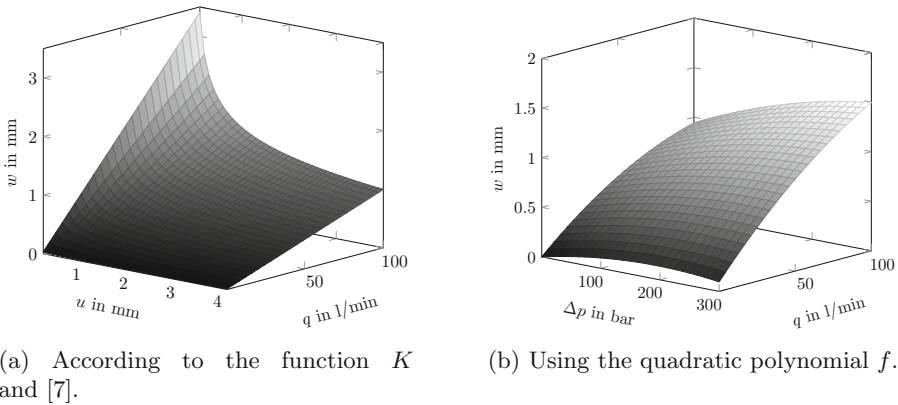 3
2
1
0
w in mm
1
2
3
4
u in mm
50
100
q in l/min
2
1.5
1
0.5
0
w in mm
100
200
300
Δp in bar
50
100
q in l/min
(a) According to the function K
and [7].
(b) Using the quadratic polynomial f.